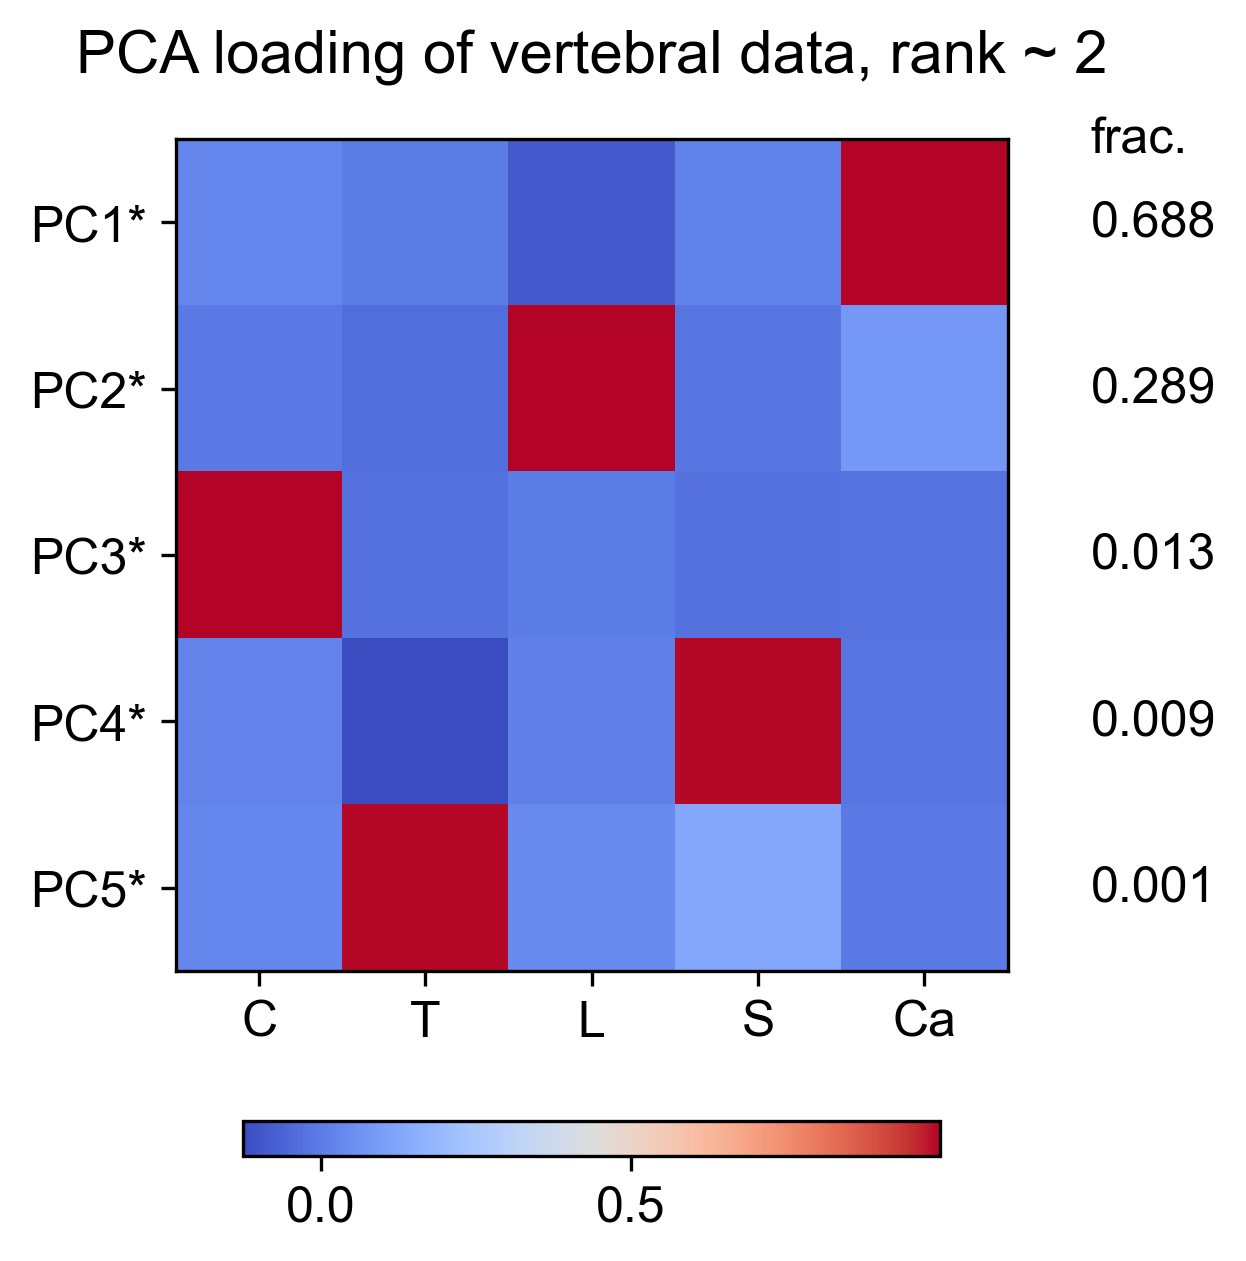 PCA loading of vertebral data, rank ~ 2
frac.
PC1* 0.688
PC2* 0.289
PC3* 0.013
PC4* 0.009
PC5* 0.001
C T L S Ca
0.0 0.5